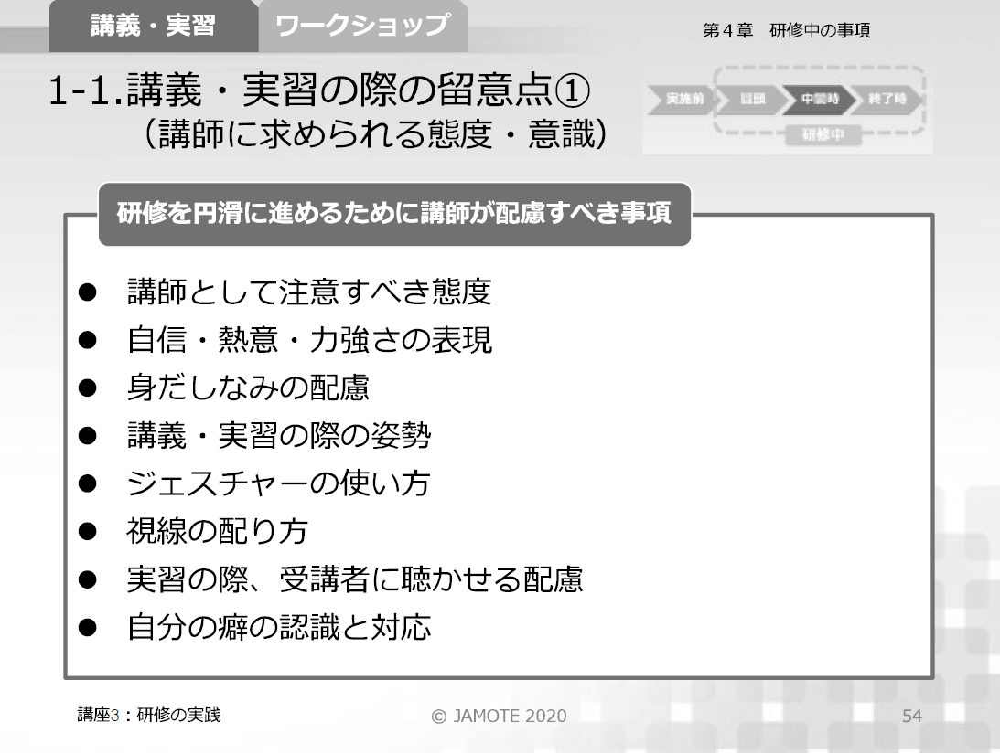 講義・実習
ワークショップ
第４章　研修中の事項
1-1.講義・実習の際の留意点①
（講師に求められる態度・意識）
実施前
冒頭
中間時
終了時
研修中
研修を円滑に進めるために講師が配慮すべき事項
● 講師として注意すべき態度
● 自信・熱意・力強さの表現
● 身だしなみの配慮
● 講義・実習の際の姿勢
● ジェスチャーの使い方
● 視線の配り方
● 実習の際、受講者に聴かせる配慮
● 自分の癖の認識と対応
講座3：研修の実践
© JAMOTE 2020
54